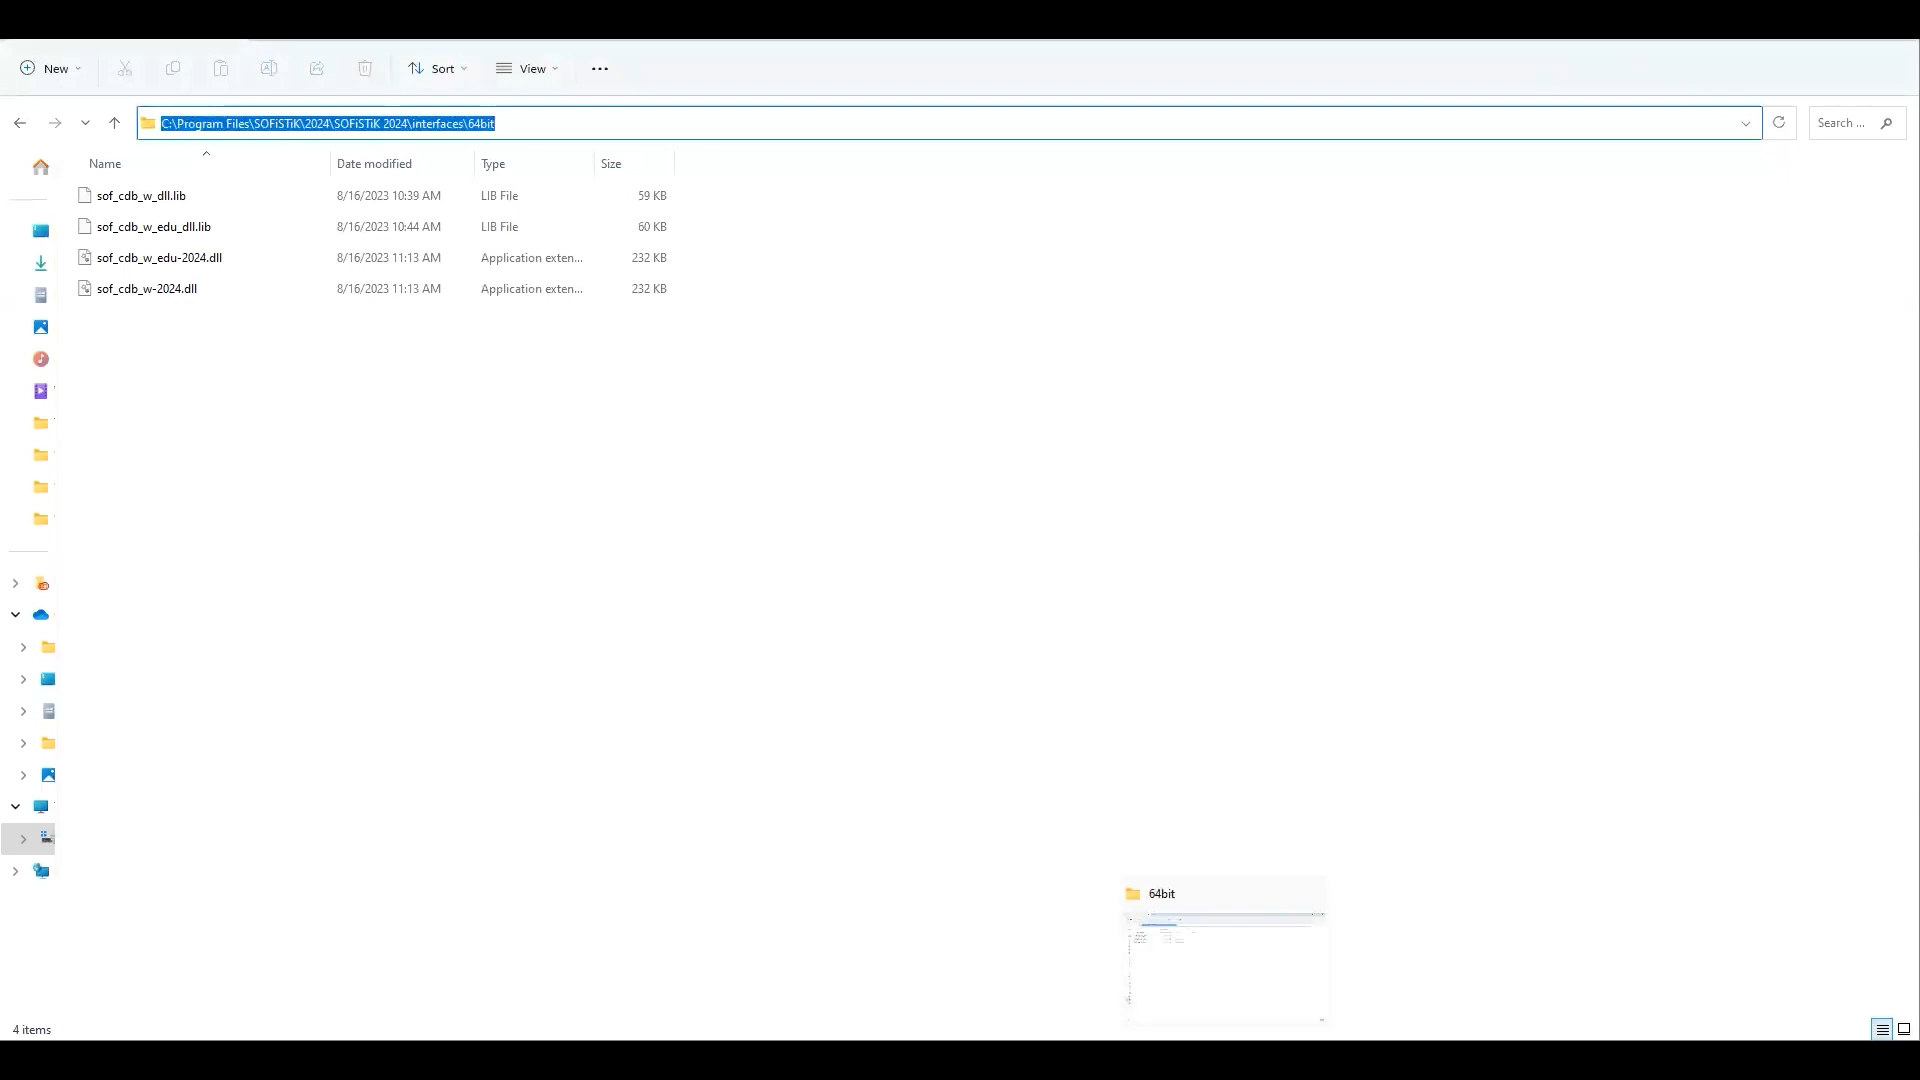 New
Sort
View
C:\Program Files\SOFiSTiK\2024\SOFiSTiK 2024\interfaces\64bit
Search ...
Name Date modified Type Size
sof_cdb_w_dll.lib 8/16/2023 10:39 AM LIB File 59 KB
sof_cdb_w_edu_dll.lib 8/16/2023 10:44 AM LIB File 60 KB
sof_cdb_w_edu-2024.dll 8/16/2023 11:13 AM Application exten... 232 KB
sof_cdb_w-2024.dll 8/16/2023 11:13 AM Application exten... 232 KB
64bit
4 items